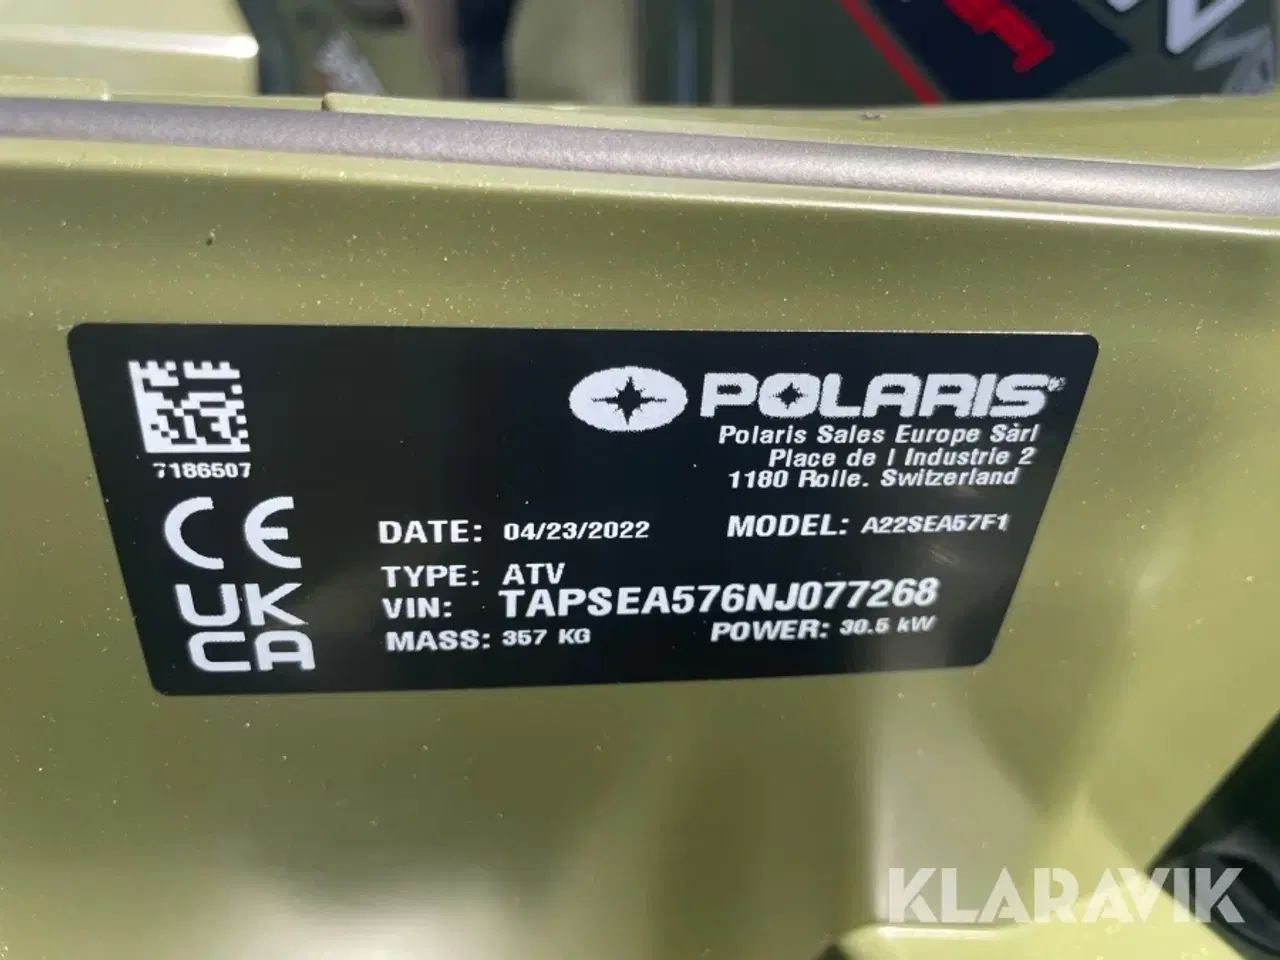 POLARIS
Polaris Sales Europe Sàrl
Place de l Industrie 2
1180 Rolle. Switzerland
7186507
CE
UK
CA
DATE: 04/23/2022 MODEL: A22SEA57F1
TYPE: ATV
VIN: TAPSEA576NJ077268
MASS: 357 KG POWER: 30.5 kW
KLARAVIK